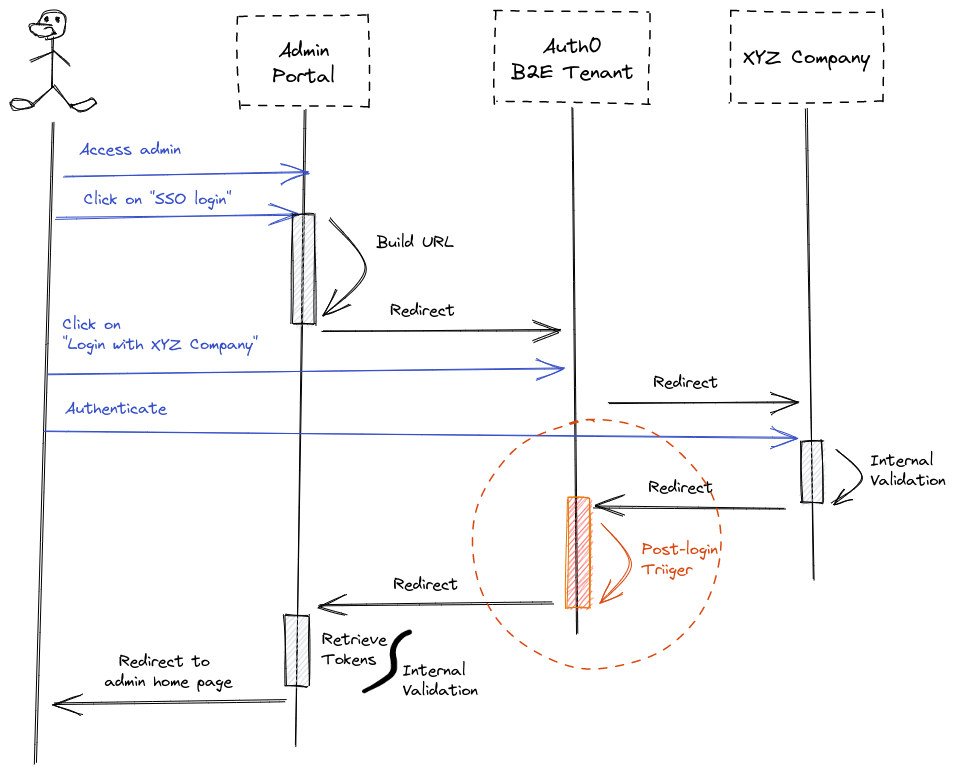 Admin
Portal
Auth0
B2E Tenant
XYZ Company
Access admin
Click on "SSO login"
Build URL
Redirect
Click on
"Login with XYZ Company"
Redirect
Authenticate
Internal
Validation
Redirect
Post-login
Triiger
Redirect
Retrieve
Tokens
Internal
Validation
Redirect to
admin home page